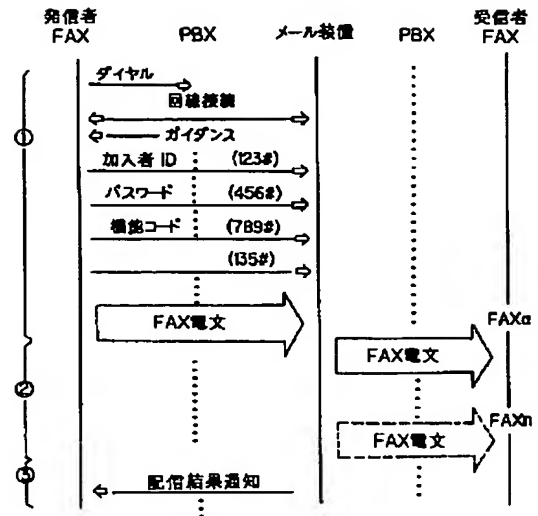 発信者
FAX
PBX
メール装置
PBX
受信者
FAX
ダイヤル
回線接続
ガイダンス
①
加入者 ID (123#)
パスワード (456#)
機能コード (789#)
(135#)
FAX電文
FAXα
FAX電文
②
FAXn
FAX電文
③
配信結果通知